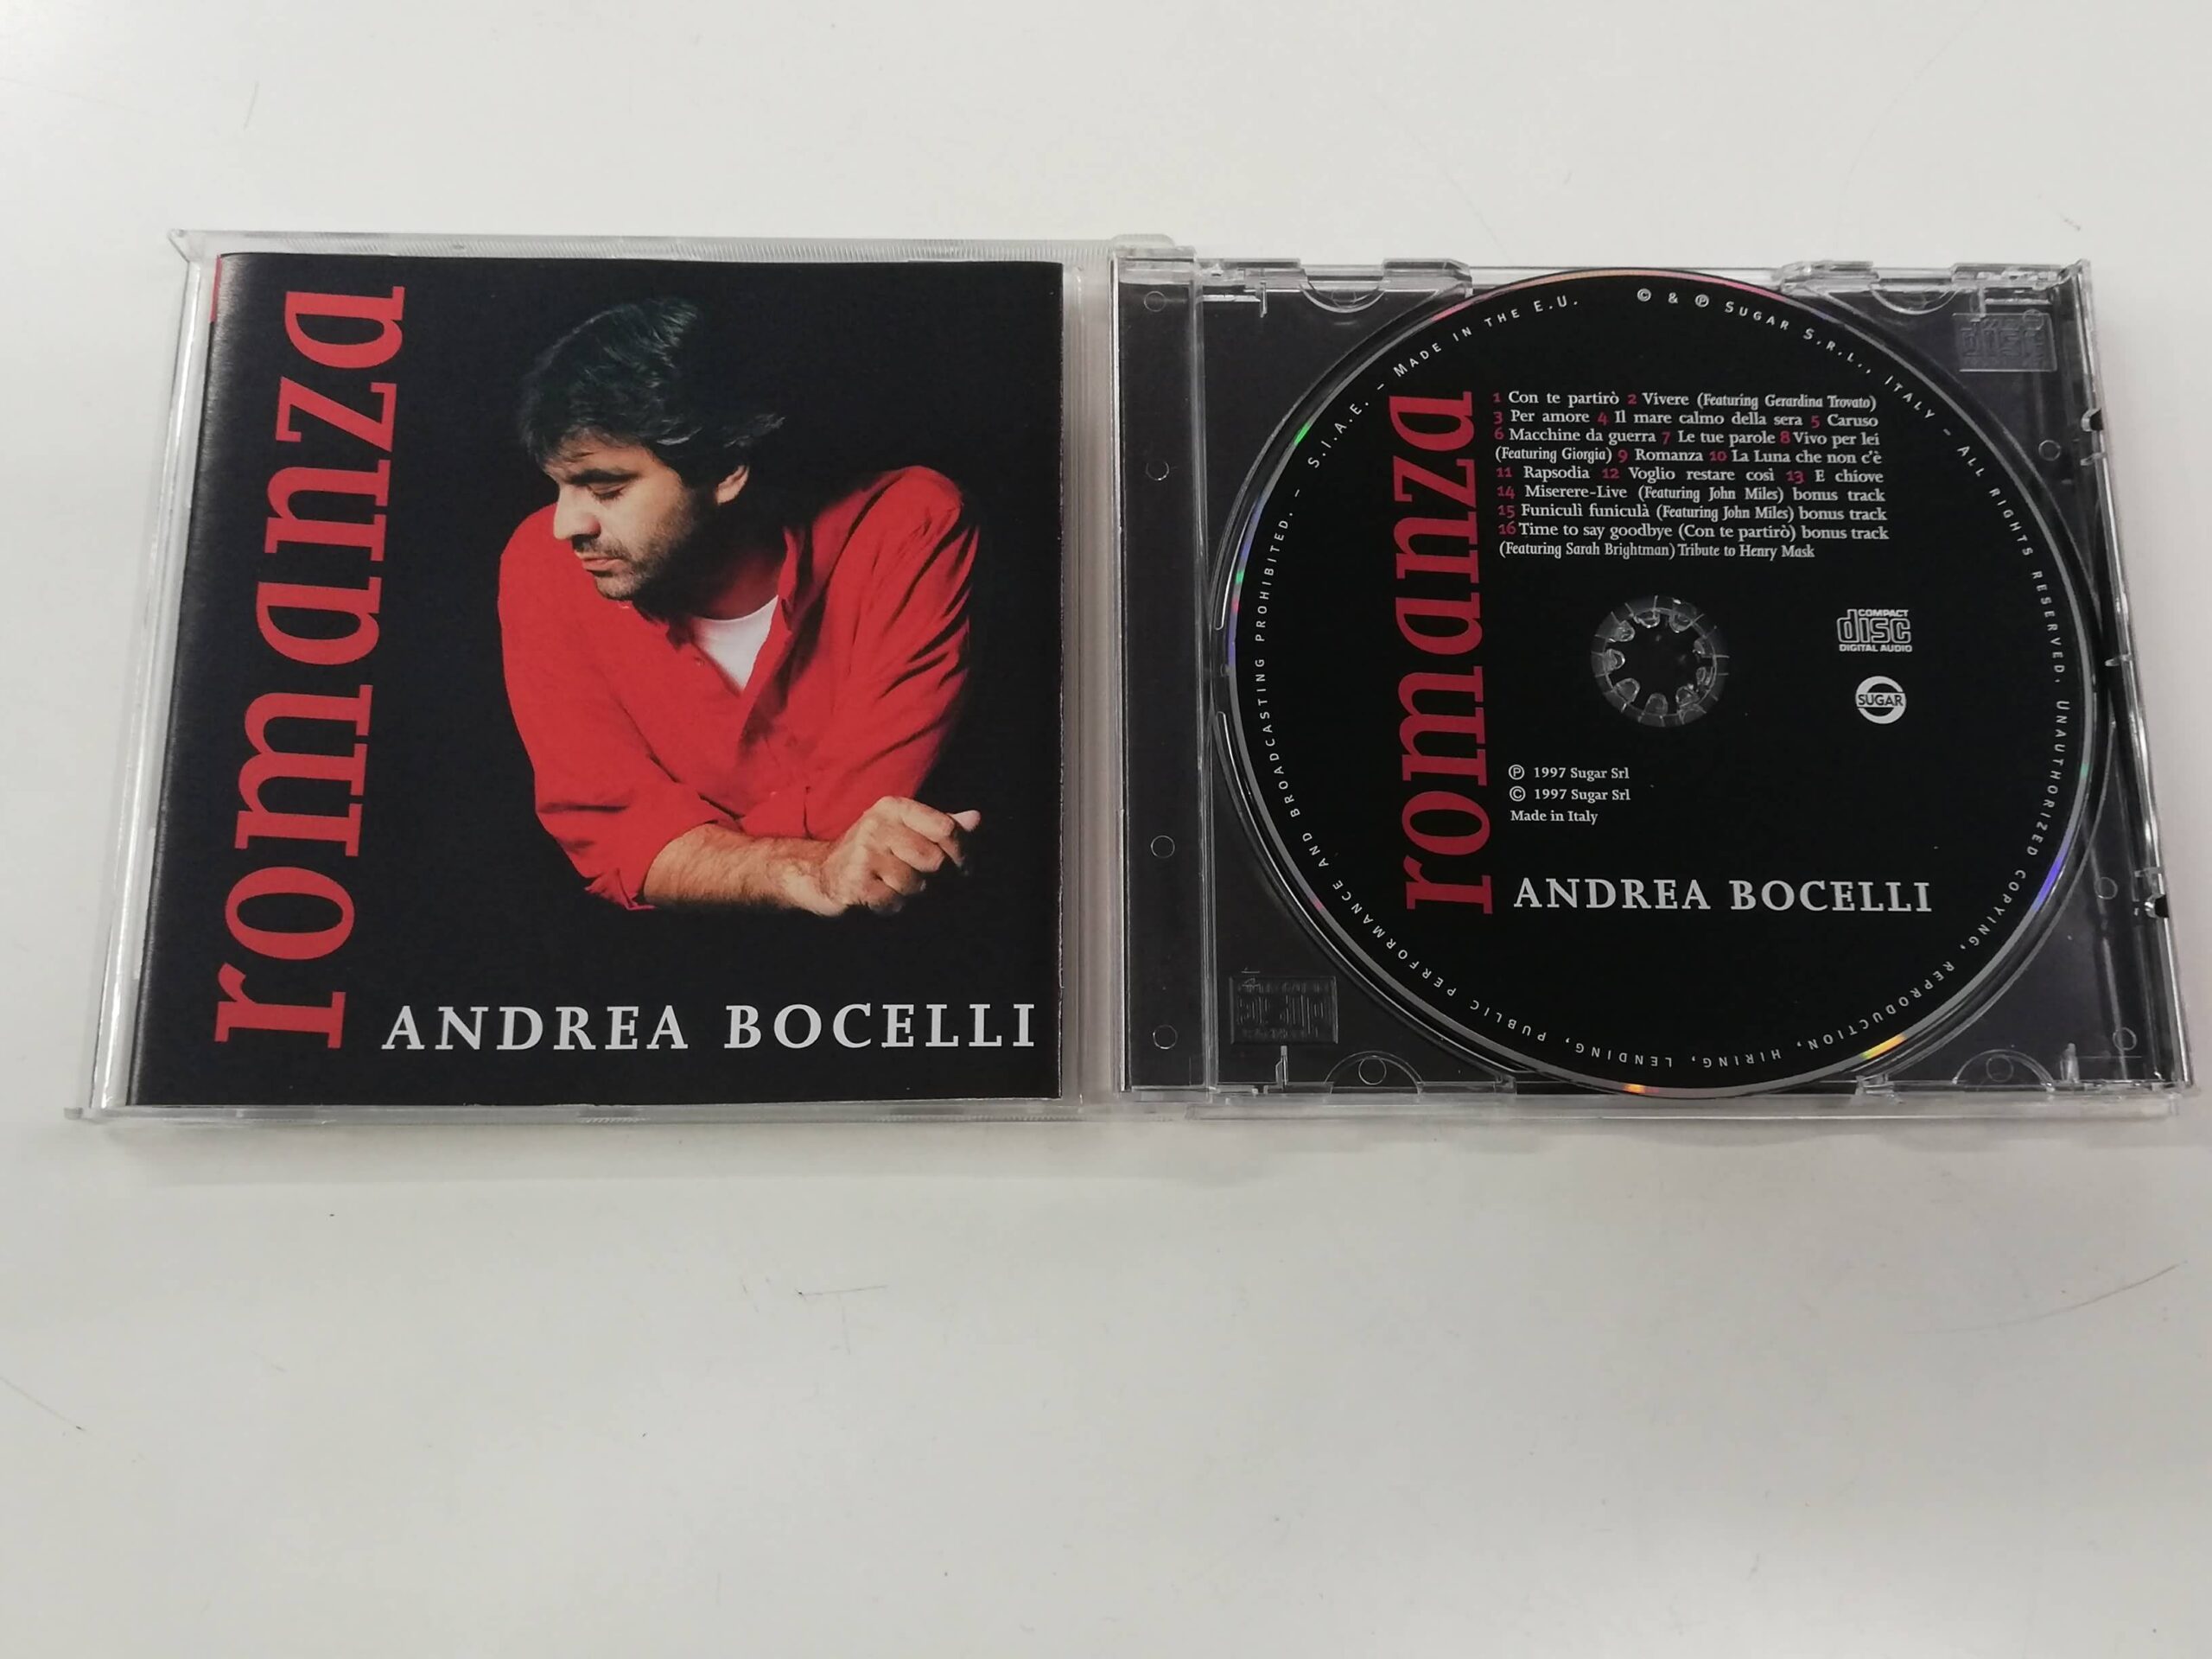 romanza
ANDREA BOCELLI
S.I.A.E. – MADE IN THE E.U. © & ℗ SUGAR S.R.L., ITALY – ALL RIGHTS RESERVED. UNAUTHORIZED COPYING, REPRODUCTION, HIRING, LENDING, PUBLIC PERFORMANCE AND BROADCASTING PROHIBITED. –
romanza
1 Con te partirò 2 Vivere (Featuring Gerardina Trovato)
3 Per amore 4 Il mare calmo della sera 5 Caruso
6 Macchine da guerra 7 Le tue parole 8 Vivo per lei
(Featuring Giorgia) 9 Romanza 10 La Luna che non c'è
11 Rapsodia 12 Voglio restare così 13 E chiove
14 Miserere-Live (Featuring John Miles) bonus track
15 Funiculì funiculà (Featuring John Miles) bonus track
16 Time to say goodbye (Con te partirò) bonus track
(Featuring Sarah Brightman) Tribute to Henry Mask
COMPACT
disc
DIGITAL AUDIO
SUGAR
℗ 1997 Sugar Srl
© 1997 Sugar Srl
Made in Italy
ANDREA BOCELLI